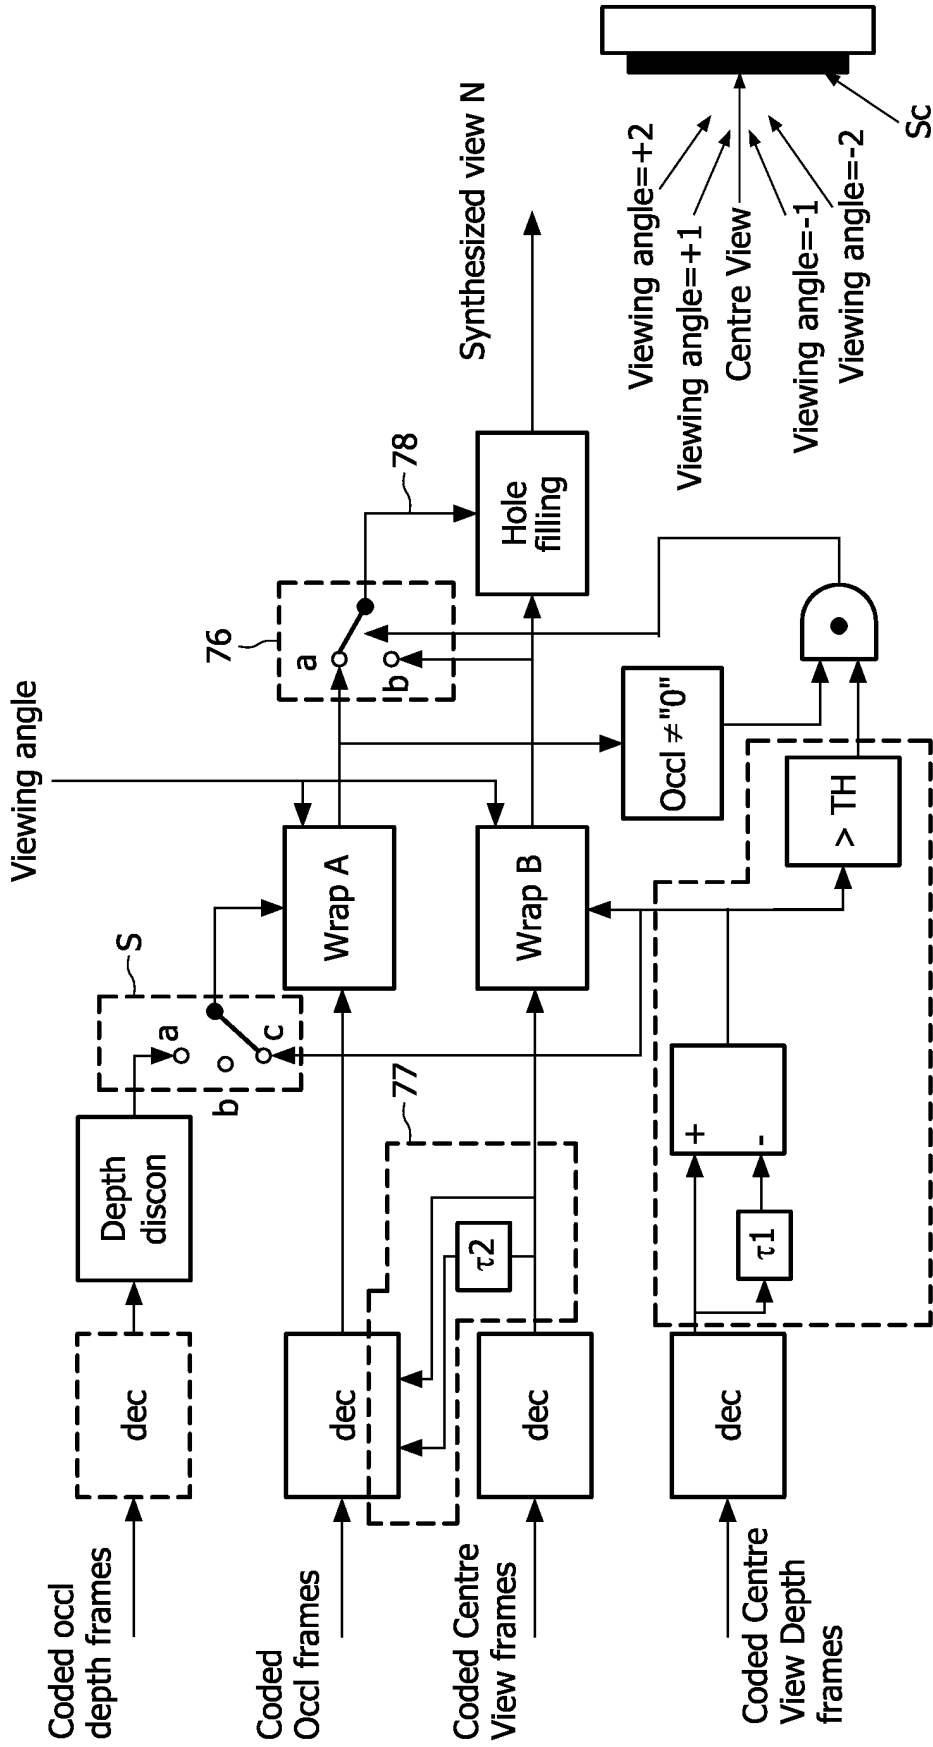 Coded occl
depth frames
dec
Depth
discon
a
b
c
S
Viewing angle
Coded
Occl frames
dec
Wrap A
76
a
b
78
77
τ2
Coded Centre
View frames
dec
Wrap B
Hole
filling
Synthesized view N
Occl ≠"0"
Coded Centre
View Depth
frames
dec
τ1
+
-
> TH
Viewing angle=+2
Viewing angle=+1
Centre View
Viewing angle=-1
Viewing angle=-2
Sc